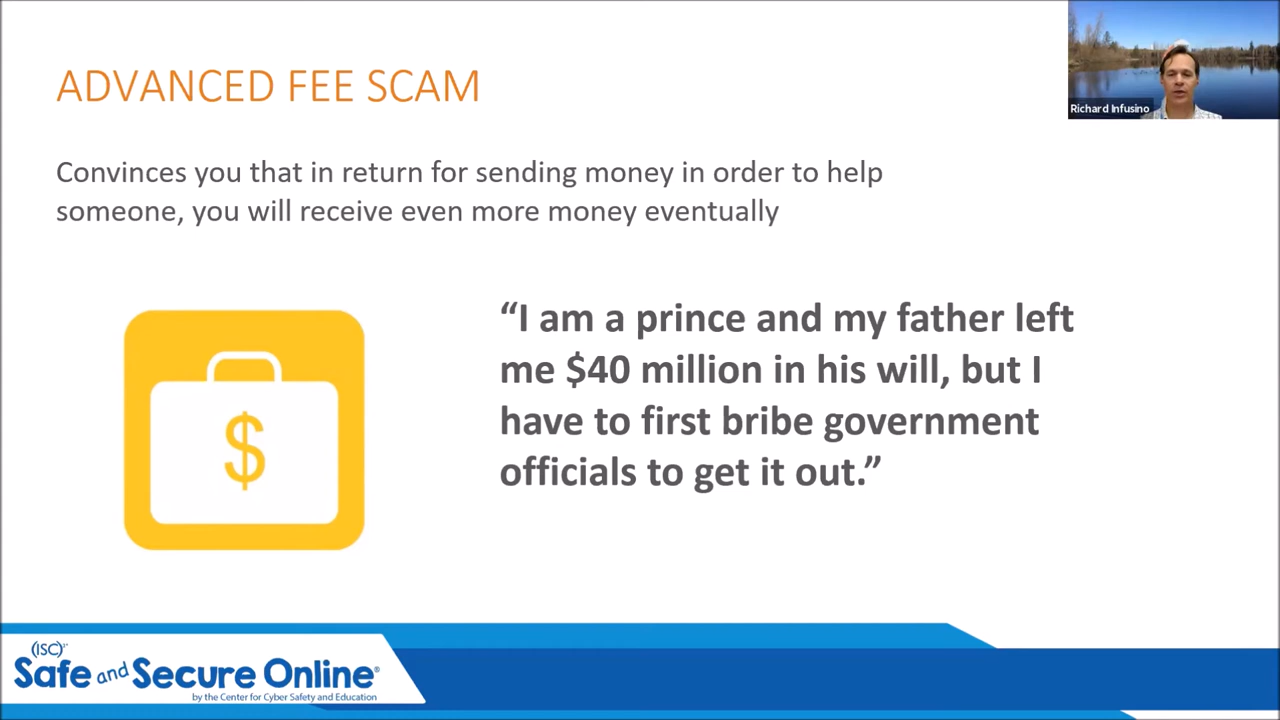 ADVANCED FEE SCAM
Richard Infusino
Convinces you that in return for sending money in order to help
someone, you will receive even more money eventually
$
“I am a prince and my father left
me $40 million in his will, but I
have to first bribe government
officials to get it out.”
(ISC)²®
Safe and Secure Online®
by the Center for Cyber Safety and Education